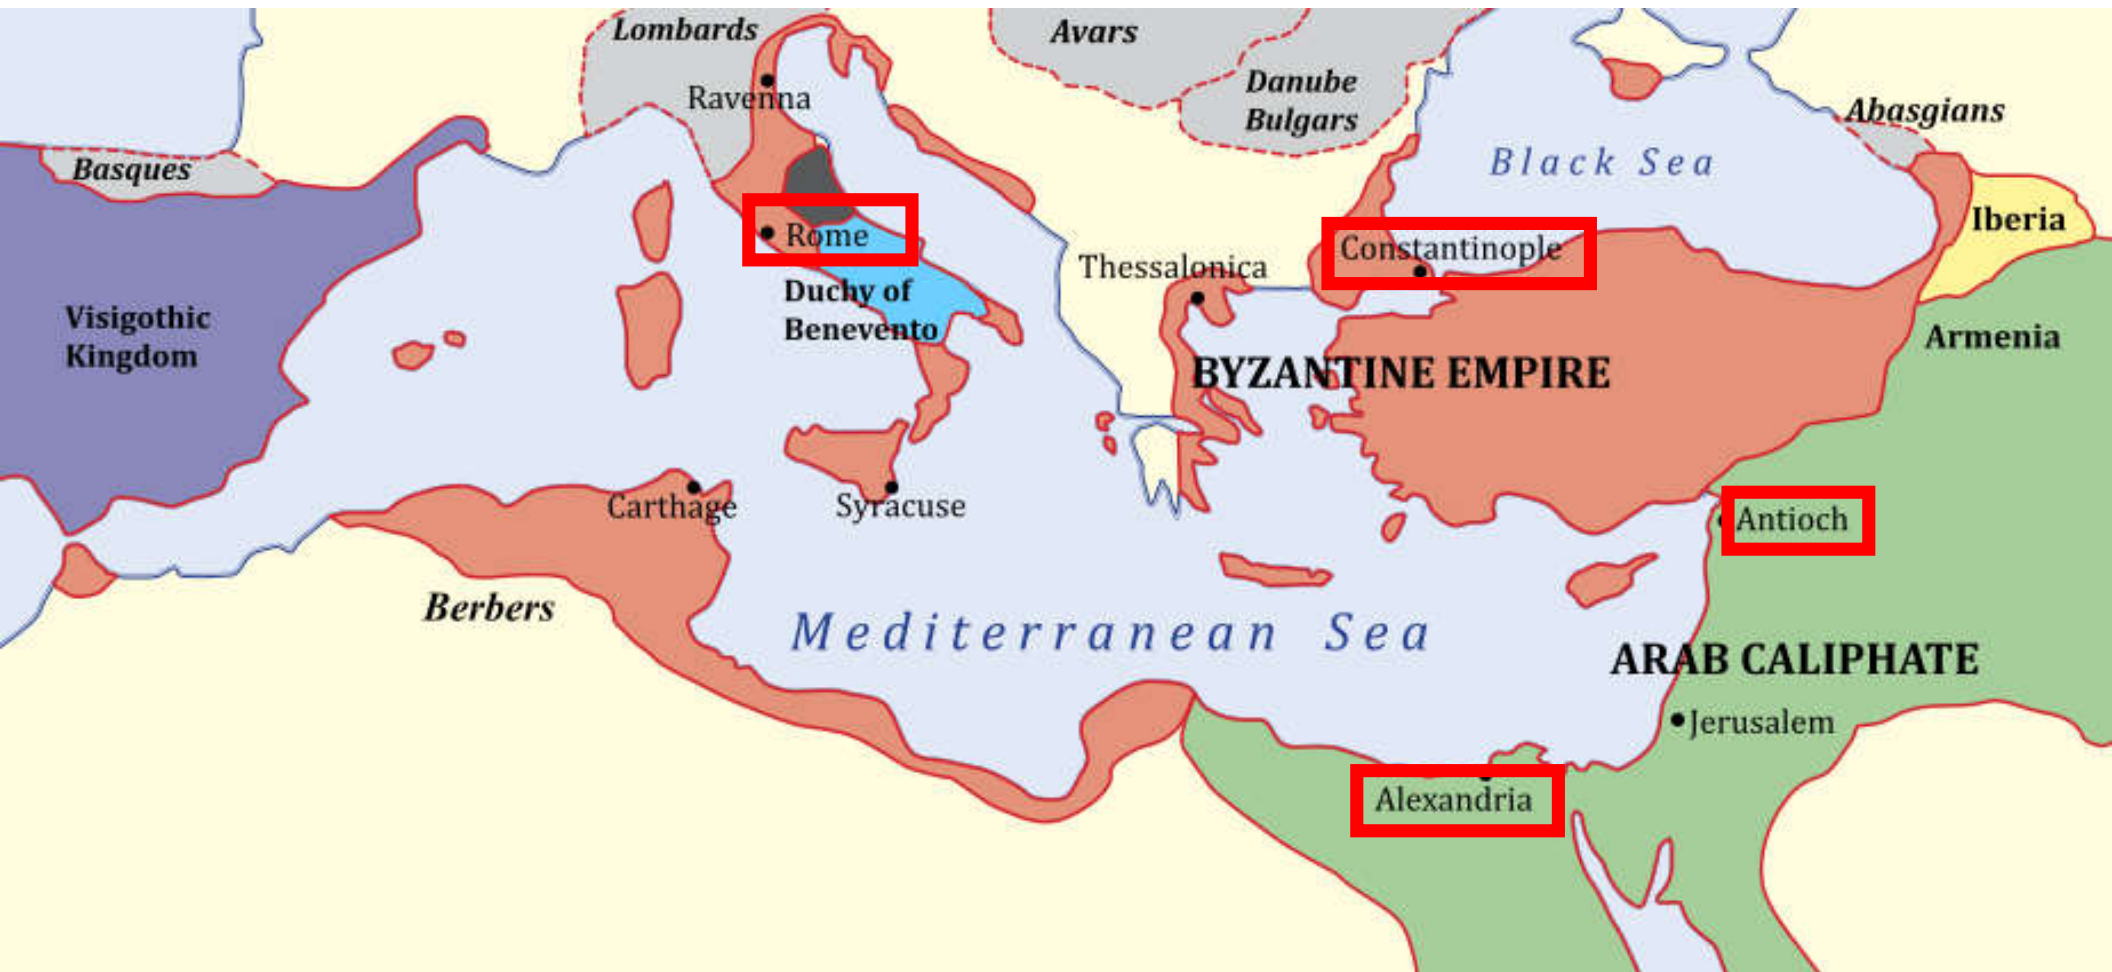 Lombards
Avars
Ravenna
Danube
Bulgars
Abasgians
Basques
Black Sea
Rome
Constantinople
Iberia
Thessalonica
Duchy of
Benevento
Visigothic
Kingdom
Armenia
BYZANTINE EMPIRE
Carthage
Syracuse
Antioch
Berbers
Mediterranean Sea
ARAB CALIPHATE
Jerusalem
Alexandria